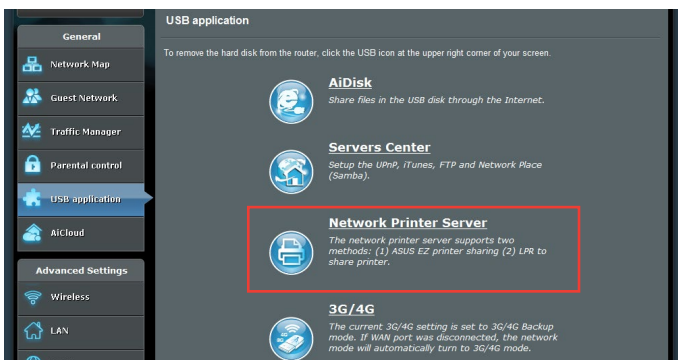 USB application
General
To remove the hard disk from the router, click the USB icon at the upper right corner of your screen.
Network Map
Guest Network
Traffic Manager
Parental control
USB application
AiCloud
Advanced Settings
Wireless
LAN
AiDisk
Share files in the USB disk through the Internet.
Servers Center
Setup the UPnP, iTunes, FTP and Network Place
(Samba).
Network Printer Server
The network printer server supports two
methods: (1) ASUS EZ printer sharing (2) LPR to
share printer.
3G/4G
The current 3G/4G setting is set to 3G/4G Backup
mode. If WAN port was disconnected, the network
mode will automatically turn to 3G/4G mode.